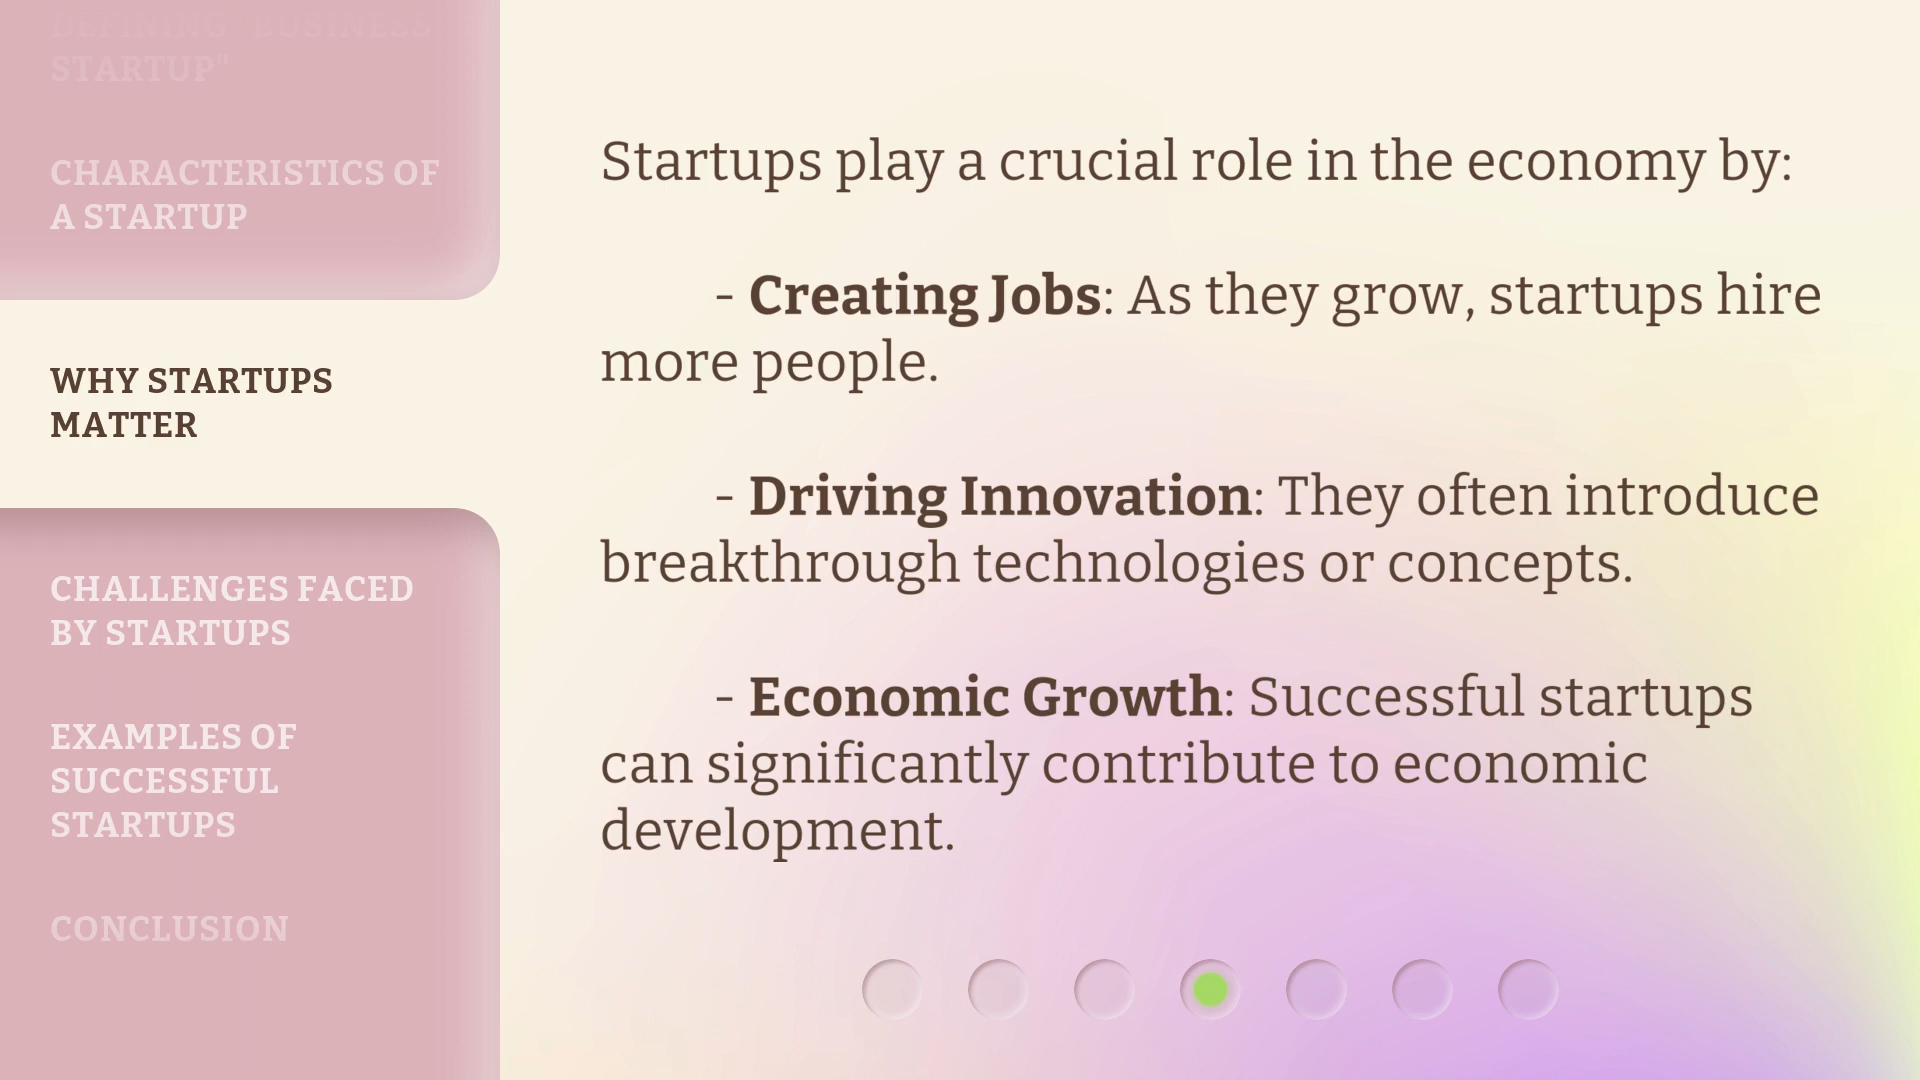 DEFINING "BUSINESS
STARTUP"
CHARACTERISTICS OF
A STARTUP
WHY STARTUPS
MATTER
CHALLENGES FACED
BY STARTUPS
EXAMPLES OF
SUCCESSFUL
STARTUPS
CONCLUSION
Startups play a crucial role in the economy by:
- Creating Jobs: As they grow, startups hire
more people.
- Driving Innovation: They often introduce
breakthrough technologies or concepts.
- Economic Growth: Successful startups
can significantly contribute to economic
development.